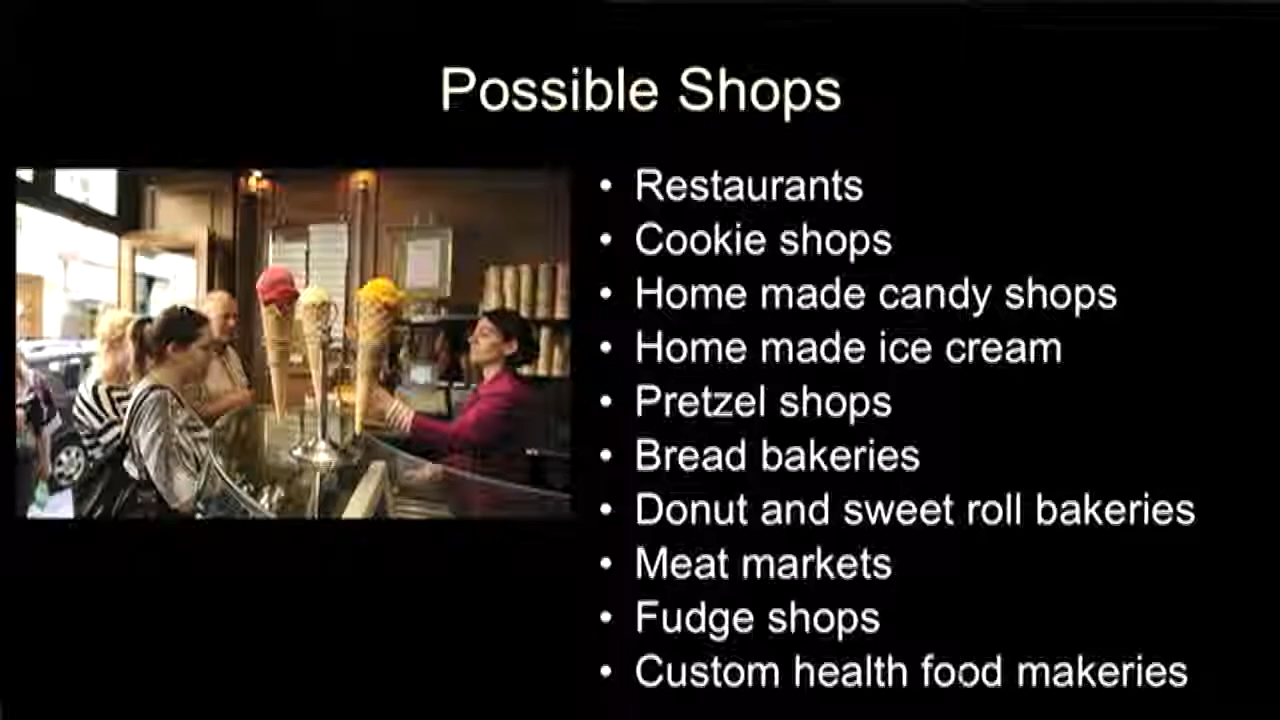 Possible Shops
• Restaurants
• Cookie shops
• Home made candy shops
• Home made ice cream
• Pretzel shops
• Bread bakeries
• Donut and sweet roll bakeries
• Meat markets
• Fudge shops
• Custom health food makeries